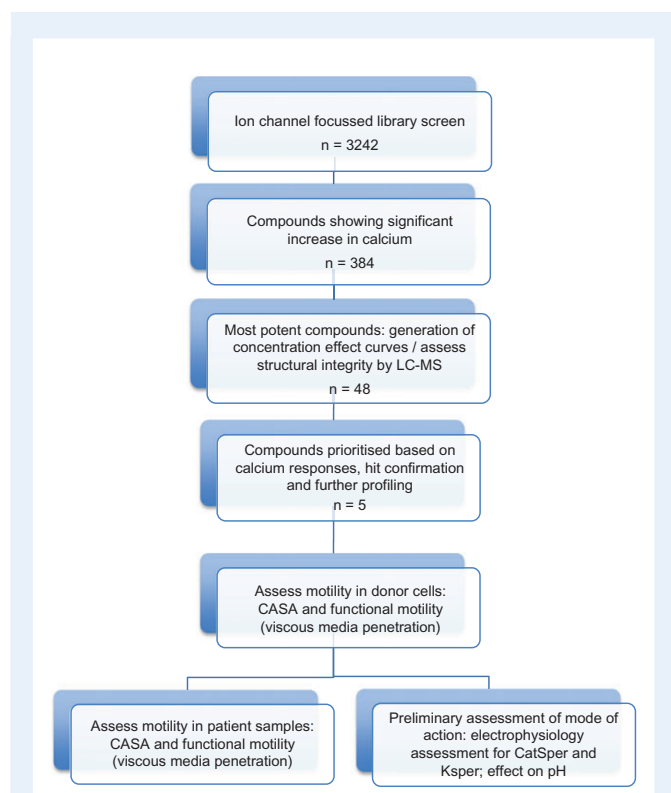 Ion channel focussed library screen
n = 3242
Compounds showing significant
increase in calcium
n = 384
Most potent compounds: generation of
concentration effect curves / assess
structural integrity by LC-MS
n = 48
Compounds prioritised based on
calcium responses, hit confirmation
and further profiling
n = 5
Assess motility in donor cells:
CASA and functional motility
(viscous media penetration)
Assess motility in patient samples:
CASA and functional motility
(viscous media penetration)
Preliminary assessment of mode of
action: electrophysiology
assessment for CatSper and
Ksper; effect on pH